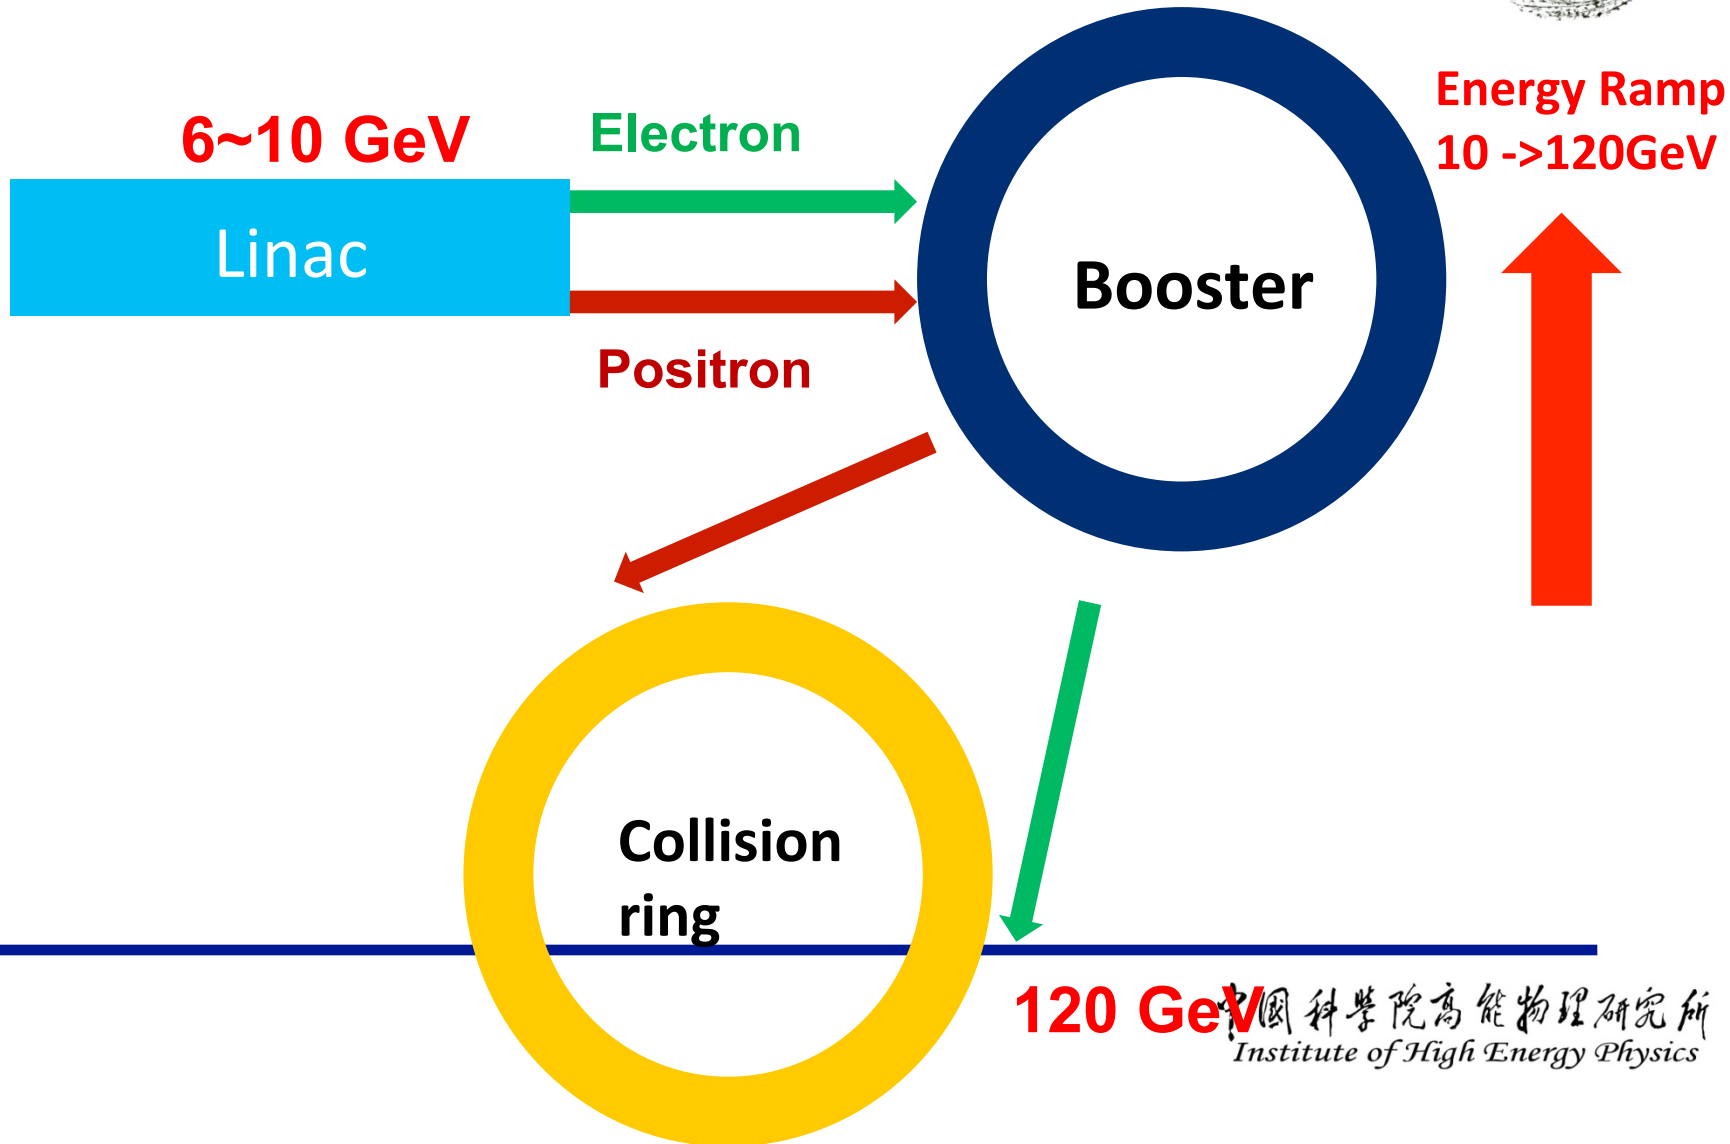 6~10 GeV
Electron
Energy Ramp
10 ->120GeV
Linac
Booster
Positron
Collision
ring
120 GeV
中國科學院高能物理研究所
Institute of High Energy Physics